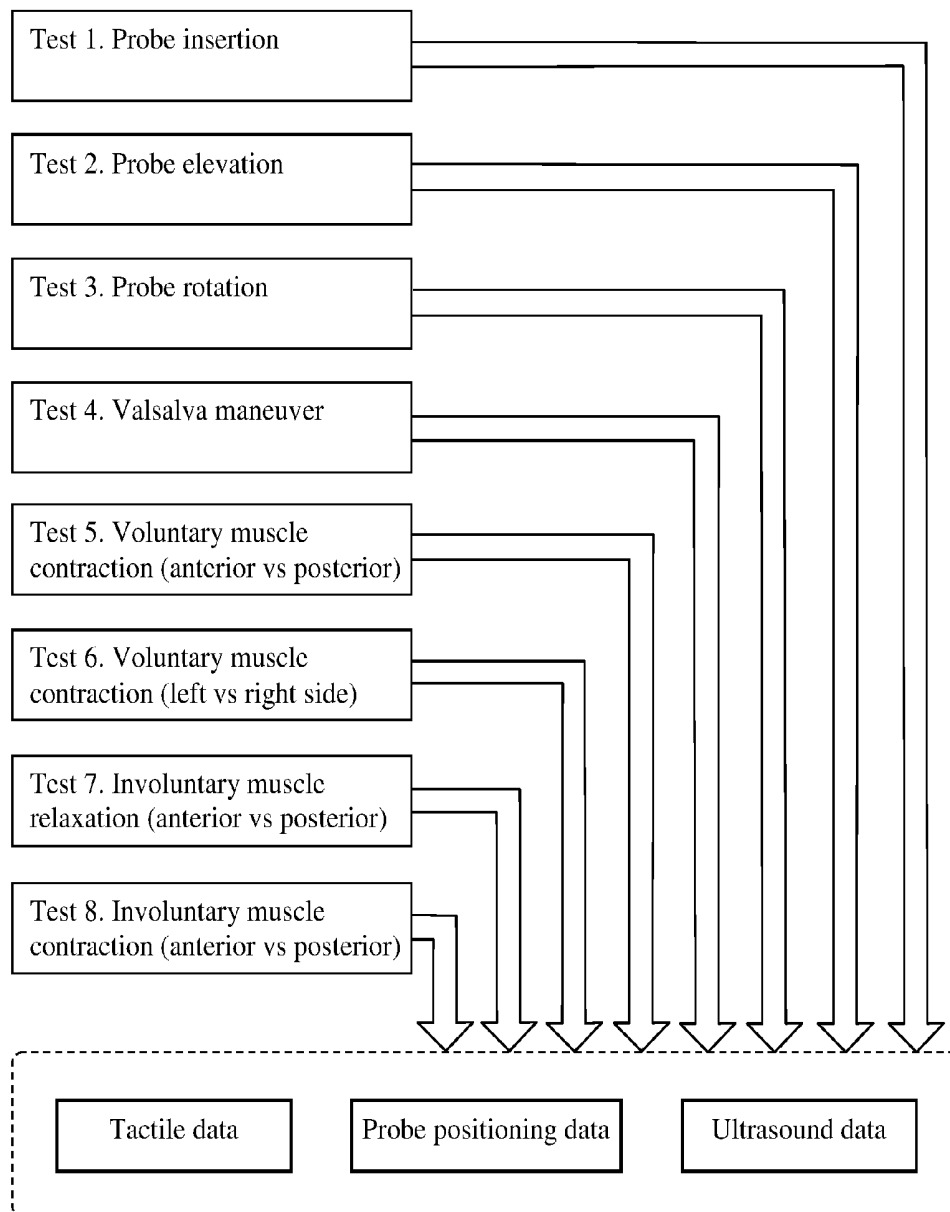 Test 1. Probe insertion
Test 2. Probe elevation
Test 3. Probe rotation
Test 4. Valsalva maneuver
Test 5. Voluntary muscle
contraction (anterior vs posterior)
Test 6. Voluntary muscle
contraction (left vs right side)
Test 7. Involuntary muscle
relaxation (anterior vs posterior)
Test 8. Involuntary muscle
contraction (anterior vs posterior)
Tactile data
Probe positioning data
Ultrasound data